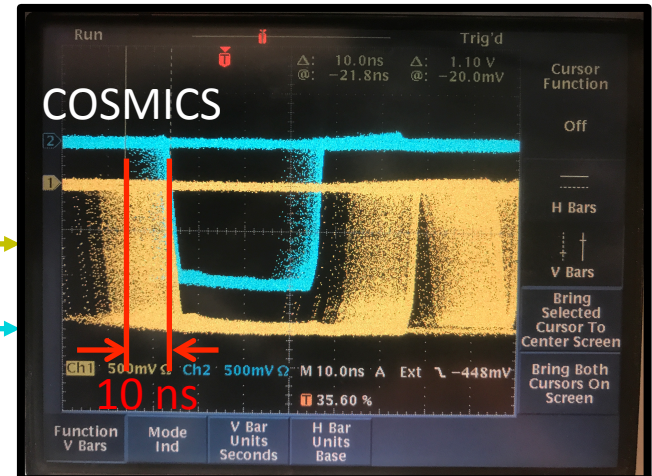 Run
Trig'd
T
Δ: 10.0ns Δ: 1.10 V
@: -21.8ns @: -20.0mV
COSMICS
2
1
10 ns
Ch1 500mVΩ Ch2 500mVΩ M 10.0ns A Ext -448mV
T 35.60 %
Cursor
Function
Off
H Bars
V Bars
Bring
Selected
Cursor To
Center Screen
Bring Both
Cursors On
Screen
Function
V Bars
Mode
Ind
V Bar
Units
Seconds
H Bar
Units
Base